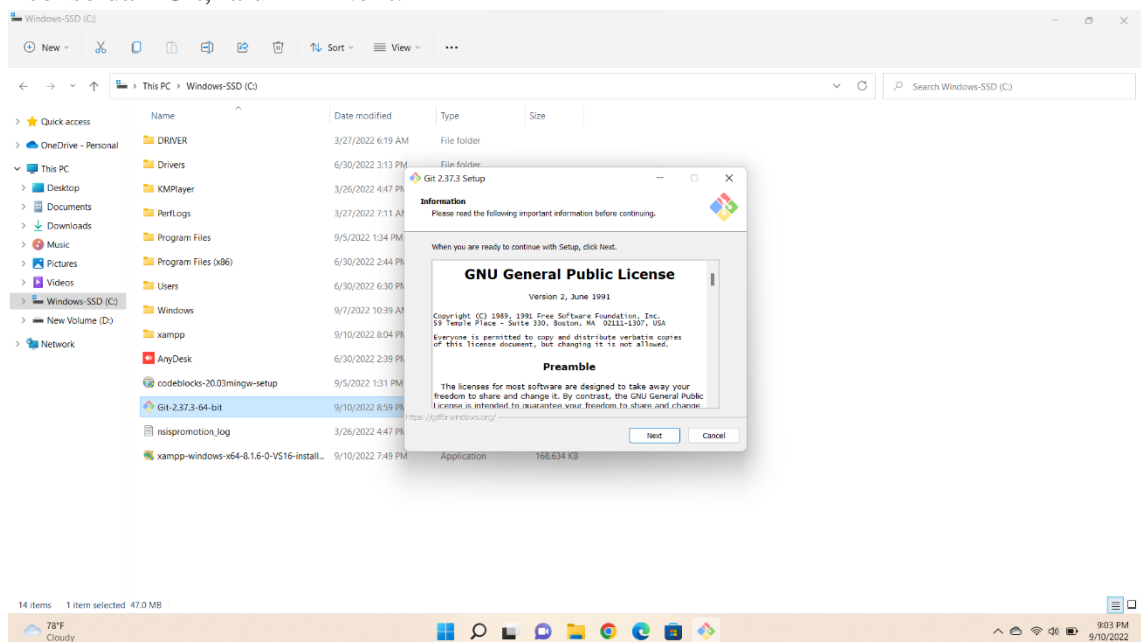 Windows-SSD (C:)
New
Sort
View
This PC > Windows-SSD (C:)
Search Windows-SSD (C:)
Name Date modified Type Size
Quick access
OneDrive - Personal
This PC
Desktop
Documents
Downloads
Music
Pictures
Videos
Windows-SSD (C:)
New Volume (D:)
Network
DRIVER 3/27/2022 6:19 AM File folder
Drivers 6/30/2022 3:13 PM File folder
KMPlayer 3/26/2022 4:47 PM
PerfLogs 3/27/2022 7:11 AM
Program Files 9/5/2022 1:34 PM
Program Files (x86) 6/30/2022 2:44 PM
Users 6/30/2022 6:30 PM
Windows 9/7/2022 10:39 AM
xampp 9/10/2022 8:04 PM
AnyDesk 6/30/2022 2:39 PM
codeblocks-20.03mingw-setup 9/5/2022 1:31 PM
Git-2.37.3-64-bit 9/10/2022 8:59 PM
nsispromotion_log 3/26/2022 4:47 PM
xampp-windows-x64-8.1.6-0-VS16-install... 9/10/2022 7:49 PM Application 168,634 KB
Git 2.37.3 Setup
Information
Please read the following important information before continuing.
When you are ready to continue with Setup, click Next.
GNU General Public License
Version 2, June 1991
Copyright (C) 1989, 1991 Free Software Foundation, Inc.
59 Temple Place - Suite 330, Boston, MA 02111-1307, USA
Everyone is permitted to copy and distribute verbatim copies
of this license document, but changing it is not allowed.
Preamble
The licenses for most software are designed to take away your
freedom to share and change it. By contrast, the GNU General Public
License is intended to guarantee your freedom to share and change
https://gitforwindows.org/
Next Cancel
14 items 1 item selected 47.0 MB
78°F
Cloudy
9:03 PM
9/10/2022